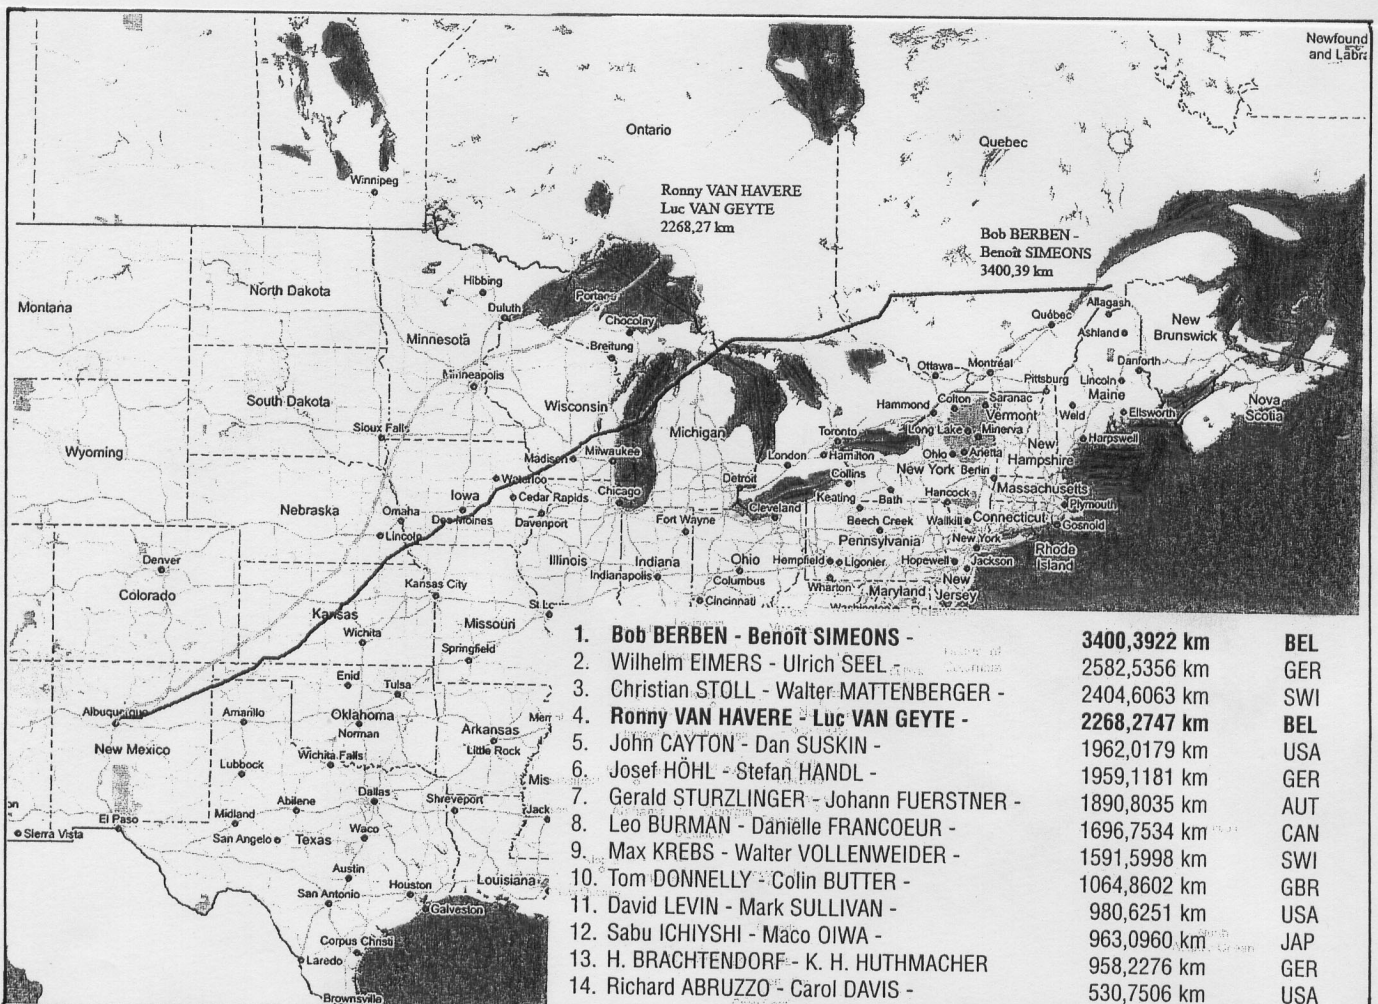 Newfound
and Labra
Ontario
Quebec
Winnipeg
Ronny VAN HAVERE
Luc VAN GEYTE
2268,27 km
Bob BERBEN -
Benoît SIMEONS
3400,39 km
Hibbing
North Dakota
Montana
Portage
Duluth
Allagash
Chocolay
Québec
New
Brunswick
Minnesota
Ashland
Breitung
Danforth
Ottawa
Montréal
Minneapolis
Pittsburg
Lincoln
Maine
South Dakota
Wisconsin
Hammond
Colton
Saranac
Vermont
Weld
Ellsworth
Nova
Scotia
Sioux Falls
Michigan
Toronto
Long Lake
Minerva
Harpswell
Wyoming
Madison
Milwaukee
London
Hamilton
Ohio
Arietta
New
Hampshire
New York
Berlin
Waterloo
Detroit
Collins
Iowa
Cedar Rapids
Chicago
Keating
Bath
Hancock
Massachusetts
Nebraska
Omaha
Des Moines
Davenport
Fort Wayne
Cleveland
Beech Creek
Wallkill
Connecticut
Plymouth
Gosnold
Lincoln
Pennsylvania
New York
Rhode
Island
Denver
Illinois
Indiana
Ohio
Hempfield
Ligonier
Hopewell
Jackson
Colorado
Kansas City
Indianapolis
Columbus
Wharton
Maryland
New
Jersey
Kansas
St Louis
Cincinnati
Washington
Wichita
Missouri
Springfield
Enid
Tulsa
Albuquerque
Amarillo
Oklahoma
Norman
Arkansas
Little Rock
Mem
New Mexico
Wichita Falls
Lubbock
Mis
Abilene
Dallas
Shreveport
Jack
El Paso
Midland
Sierra Vista
San Angelo
Texas
Waco
Austin
San Antonio
Houston
Louisiana
Galveston
Corpus Christi
Laredo
Brownsville
1. Bob BERBEN - Benoît SIMEONS - 3400,3922 km BEL
2. Wilhelm EIMERS - Ulrich SEEL - 2582,5356 km GER
3. Christian STOLL - Walter MATTENBERGER - 2404,6063 km SWI
4. Ronny VAN HAVERE - Luc VAN GEYTE - 2268,2747 km BEL
5. John CAYTON - Dan SUSKIN - 1962,0179 km USA
6. Josef HÖHL - Stefan HANDL - 1959,1181 km GER
7. Gerald STURZLINGER - Johann FUERSTNER - 1890,8035 km AUT
8. Leo BURMAN - Danielle FRANCOEUR - 1696,7534 km CAN
9. Max KREBS - Walter VOLLENWEIDER - 1591,5998 km SWI
10. Tom DONNELLY - Colin BUTTER - 1064,8602 km GBR
11. David LEVIN - Mark SULLIVAN - 980,6251 km USA
12. Sabu ICHIYSHI - Maco OIWA - 963,0960 km JAP
13. H. BRACHTENDORF - K. H. HUTHMACHER 958,2276 km GER
14. Richard ABRUZZO - Carol DAVIS - 530,7506 km USA